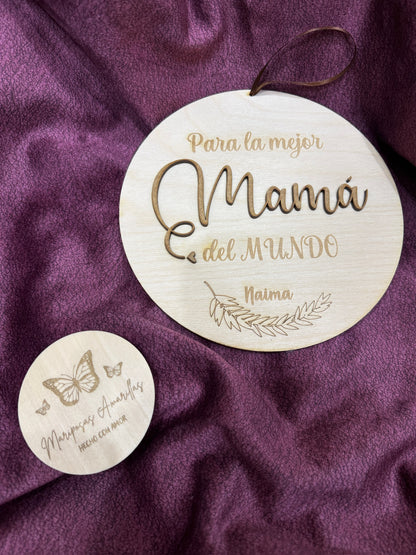 Para la mejor
Mamá
del MUNDO
Naima
Mariposas Amarillas
HECHO CON AMOR